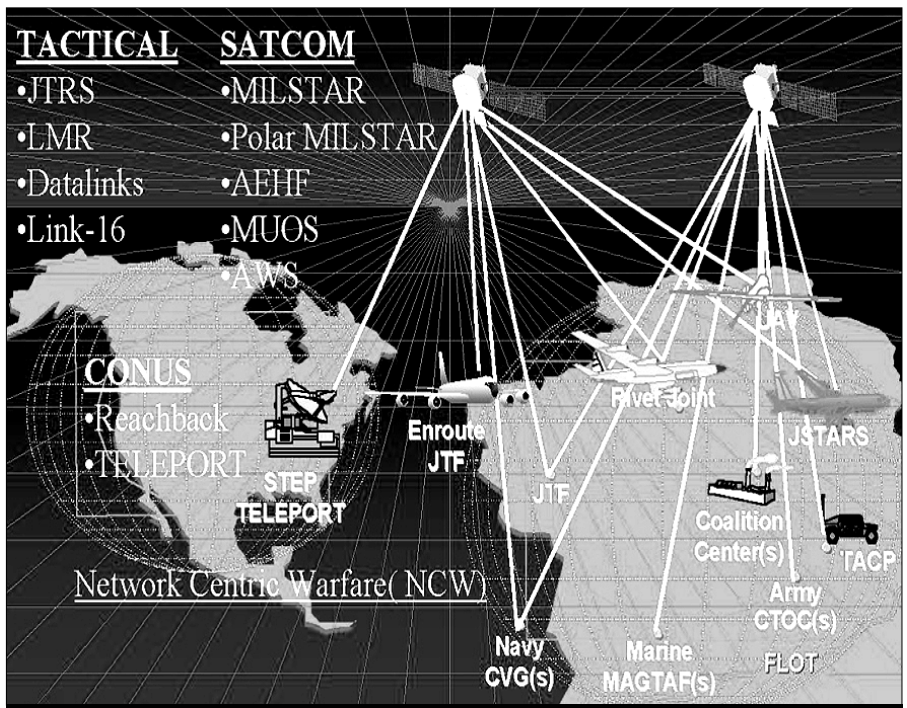 TACTICAL
•JTRS
•LMR
•Datalinks
•Link-16
SATCOM
•MILSTAR
•Polar MILSTAR
•AEHF
•MUOS
•AWS
CONUS
•Reachback
•TELEPORT
STEP
TELEPORT
Enroute
JTF
JTF
Rivet Joint
UAV
JSTARS
Coalition
Center(s)
TACP
Army
CTOC(s)
Network Centric Warfare( NCW)
Navy
CVG(s)
Marine
MAGTAF(s)
FLOT